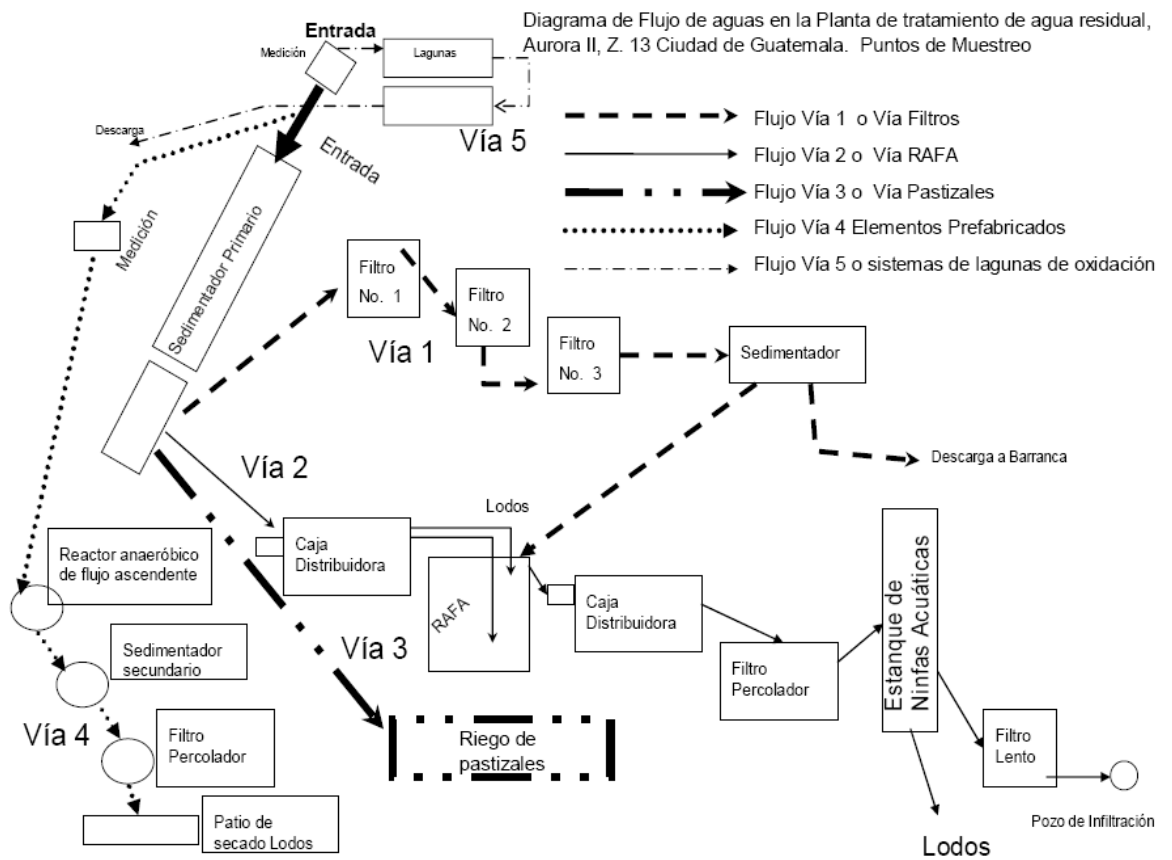 Diagrama de Flujo de aguas en la Planta de tratamiento de agua residual,
Aurora II, Z. 13 Ciudad de Guatemala. Puntos de Muestreo
Entrada
Medición
Lagunas
Vía 5
Descarga
Entrada
Medición
Sedimentador Primario
Flujo Vía 1 o Vía Filtros
Flujo Vía 2 o Vía RAFA
Flujo Vía 3 o Vía Pastizales
Flujo Vía 4 Elementos Prefabricados
Flujo Vía 5 o sistemas de lagunas de oxidación
Filtro
No. 1
Filtro
No. 2
Filtro
No. 3
Vía 1
Sedimentador
Descarga a Barranca
Vía 2
Lodos
Caja
Distribuidora
RAFA
Caja
Distribuidora
Filtro
Percolador
Estanque de
Ninfas Acuáticas
Filtro
Lento
Pozo de Infiltración
Lodos
Vía 3
Riego de
pastizales
Reactor anaeróbico
de flujo ascendente
Sedimentador
secundario
Vía 4
Filtro
Percolador
Patio de
secado Lodos